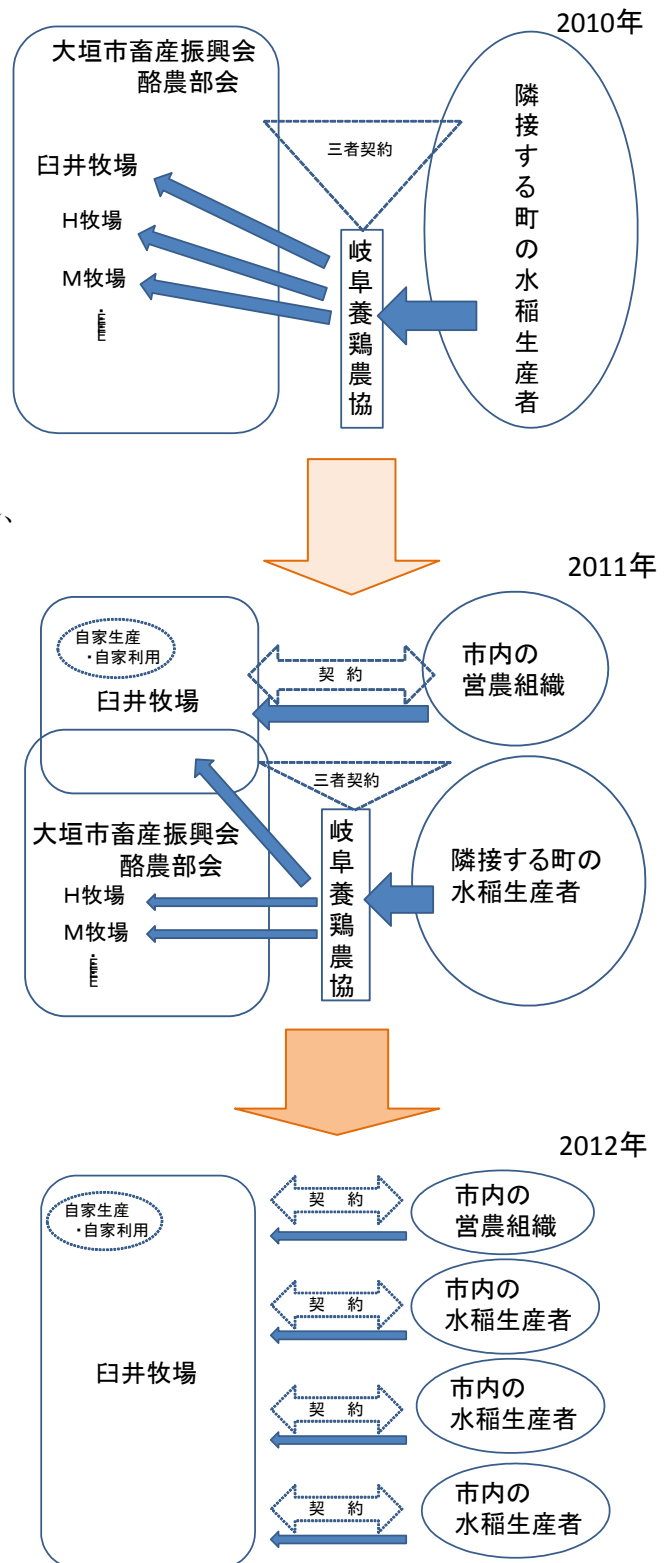 2010年
大垣市畜産振興会
酪農部会
三者契約
隣接する町の水稲生産者
臼井牧場
H牧場
M牧場
岐阜養鶏農協
、
2011年
自家生産
・自家利用
臼井牧場
契 約
市内の
営農組織
三者契約
大垣市畜産振興会
酪農部会
H牧場
M牧場
岐阜養鶏農協
隣接する町の
水稲生産者
2012年
自家生産
・自家利用
臼井牧場
契 約
市内の
営農組織
契 約
市内の
水稲生産者
契 約
市内の
水稲生産者
契 約
市内の
水稲生産者